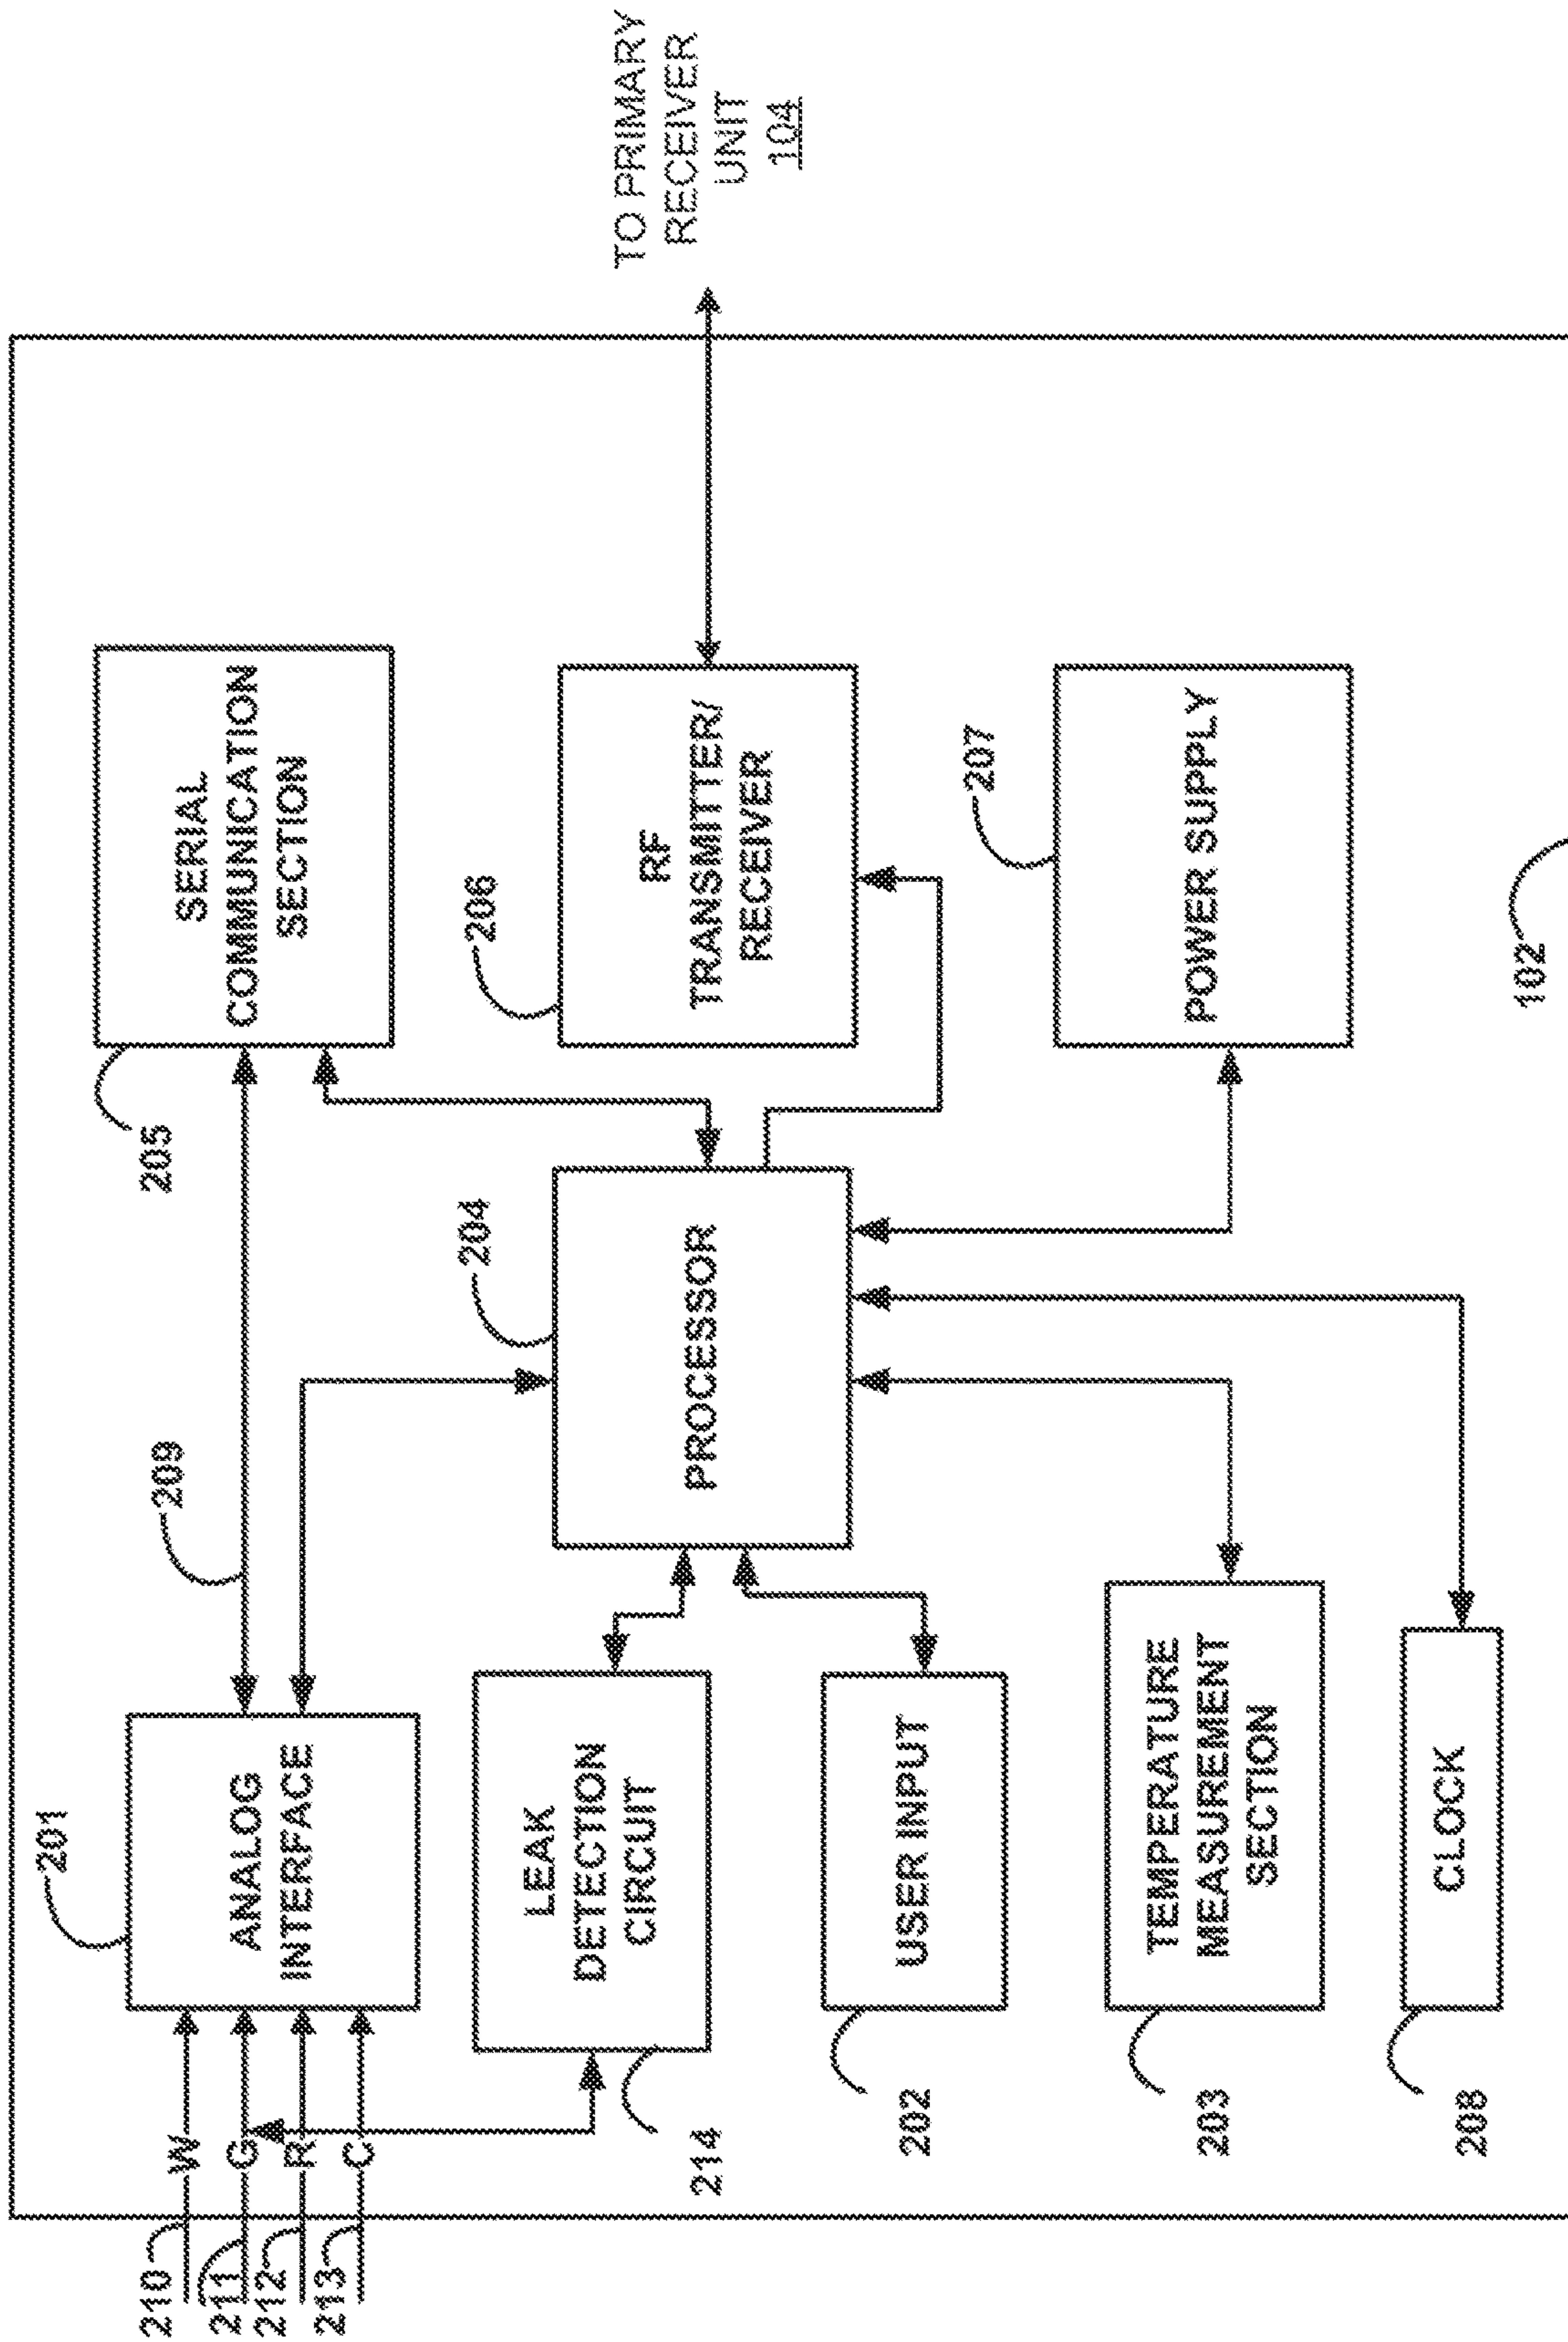 210
211
212
213
W
G
R
C
201
ANALOG
INTERFACE
209
205
SERIAL
COMMUNICATION
SECTION
214
LEAK
DETECTION
CIRCUIT
204
PROCESSOR
206
RF
TRANSMITTER/
RECEIVER
TO PRIMARY
RECEIVER
UNIT
104
202
USER INPUT
203
TEMPERATURE
MEASUREMENT
SECTION
207
POWER SUPPLY
208
CLOCK
102